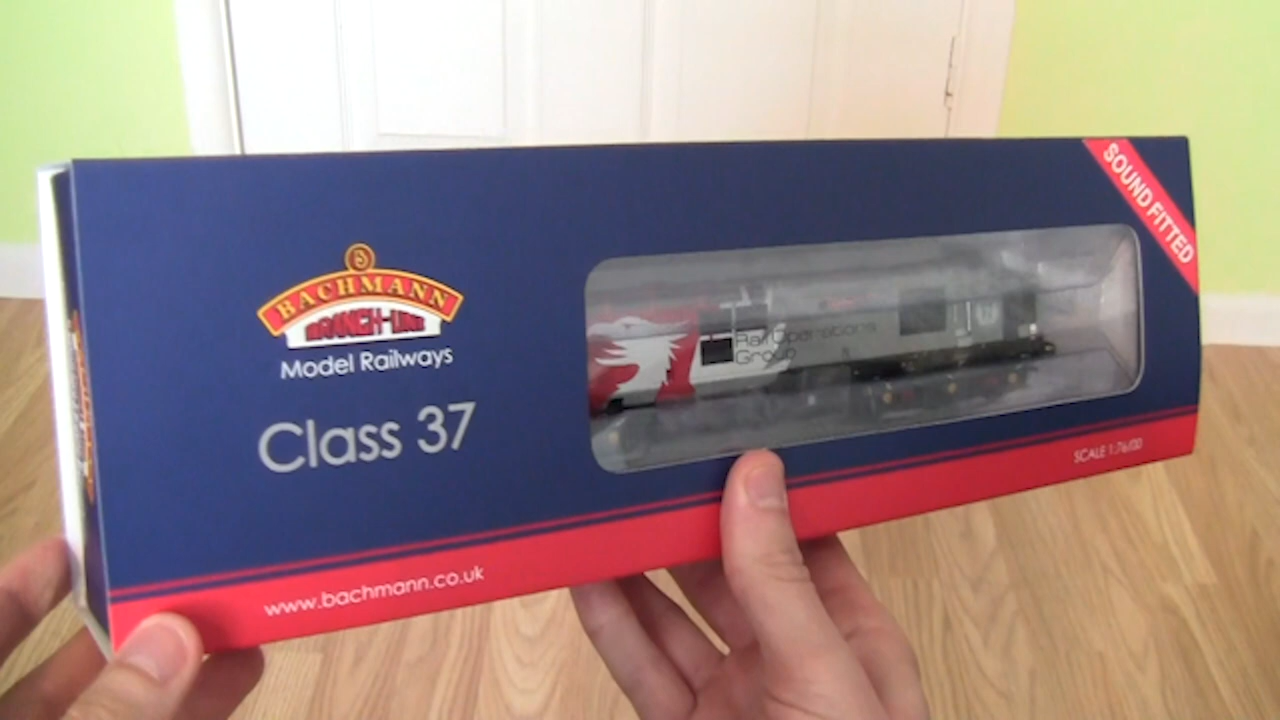 SOUND FITTED
B
BACHMANN
BRANCH-LINE
Model Railways
Class 37
Rail Operations
Group
SCALE 1:76/00
www.bachmann.co.uk